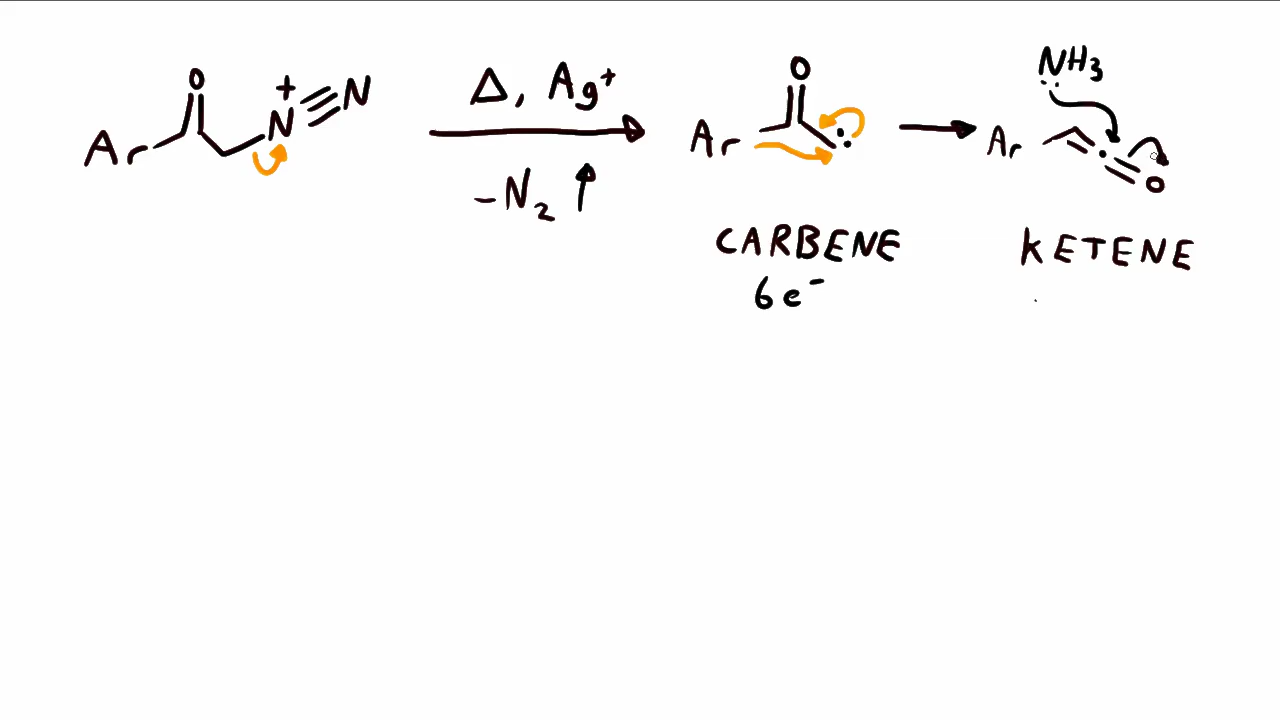 Ar O N + ≡ N
Δ, Ag+
-N2 ↑
Ar O :
NH3
Ar O
CARBENE
6e-
KETENE